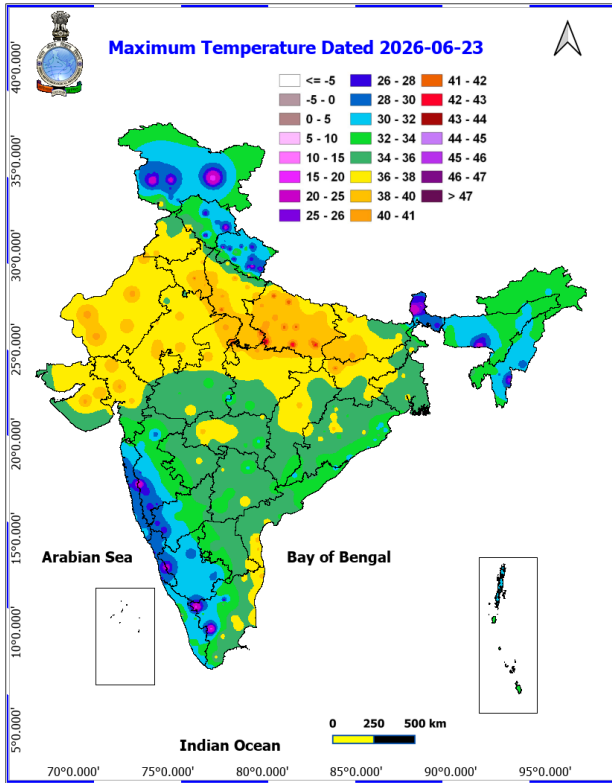 Maximum Temperature Dated 2026-06-23
<= -5
-5 - 0
0 - 5
5 - 10
10 - 15
15 - 20
20 - 25
25 - 26
26 - 28
28 - 30
30 - 32
32 - 34
34 - 36
36 - 38
38 - 40
40 - 41
41 - 42
42 - 43
43 - 44
44 - 45
45 - 46
46 - 47
> 47
40°0.000'
35°0.000'
30°0.000'
25°0.000'
20°0.000'
15°0.000'
10°0.000'
5°0.000'
Arabian Sea
Bay of Bengal
Indian Ocean
0 250 500 km
70°0.000' 75°0.000' 80°0.000' 85°0.000' 90°0.000' 95°0.000'